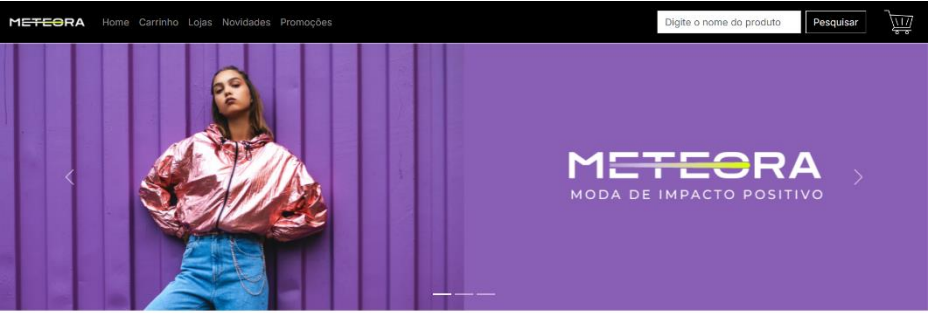 METEORA Home Carrinho Lojas Novidades Promoções Digite o nome do produto Pesquisar
METEORA
MODA DE IMPACTO POSITIVO